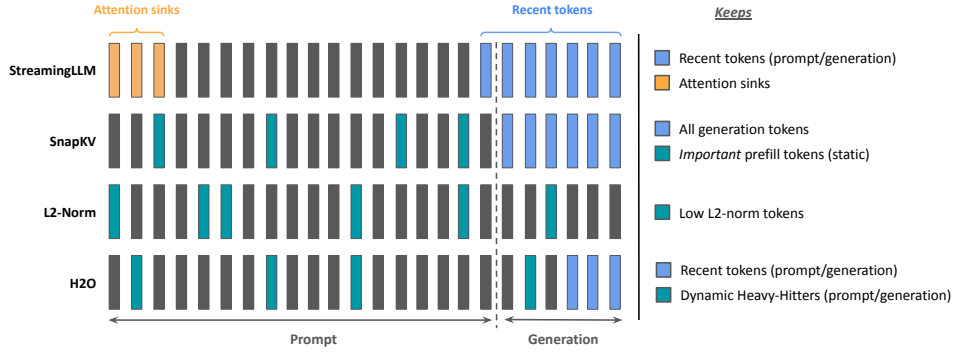 Attention sinks
Recent tokens
Keeps
StreamingLLM
Recent tokens (prompt/generation)
Attention sinks
SnapKV
All generation tokens
Important prefill tokens (static)
L2-Norm
Low L2-norm tokens
H2O
Recent tokens (prompt/generation)
Dynamic Heavy-Hitters (prompt/generation)
Prompt
Generation